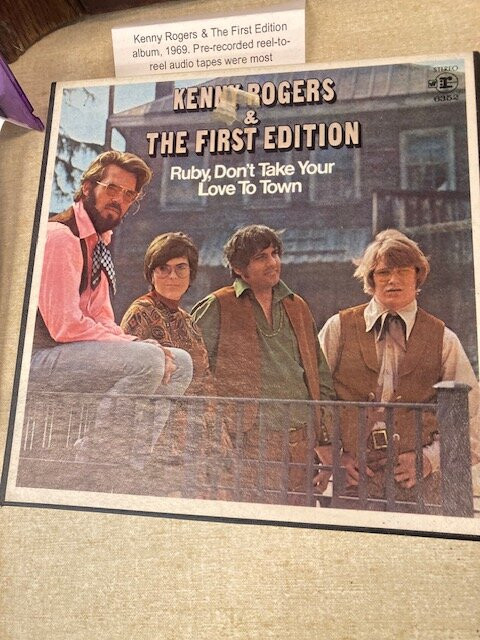 Kenny Rogers & The First Edition
album, 1969. Pre-recorded reel-to-
reel audio tapes were most
STEREO
6352
KENNY ROGERS
&
THE FIRST EDITION
Ruby, Don't Take Your
Love To Town